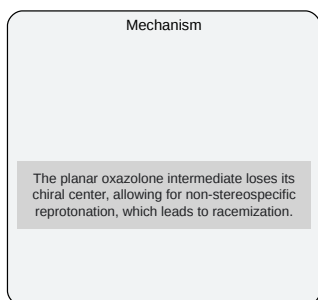 Mechanism
The planar oxazolone intermediate loses its
chiral center, allowing for non-stereospecific
reprotonation, which leads to racemization.